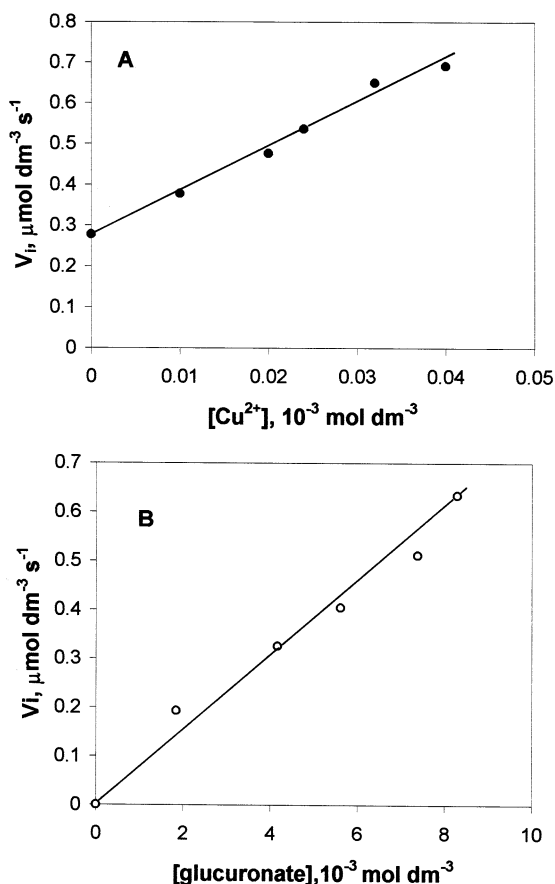 A
0.8
0.7
0.6
0.5
0.4
0.3
0.2
0.1
0
V_i, μmol dm⁻³ s⁻¹
0 0.01 0.02 0.03 0.04 0.05
[Cu²⁺], 10⁻³ mol dm⁻³
B
0.7
0.6
0.5
0.4
0.3
0.2
0.1
0
Vi, μmol dm⁻³ s⁻¹
0 2 4 6 8 10
[glucuronate],10⁻³ mol dm⁻³